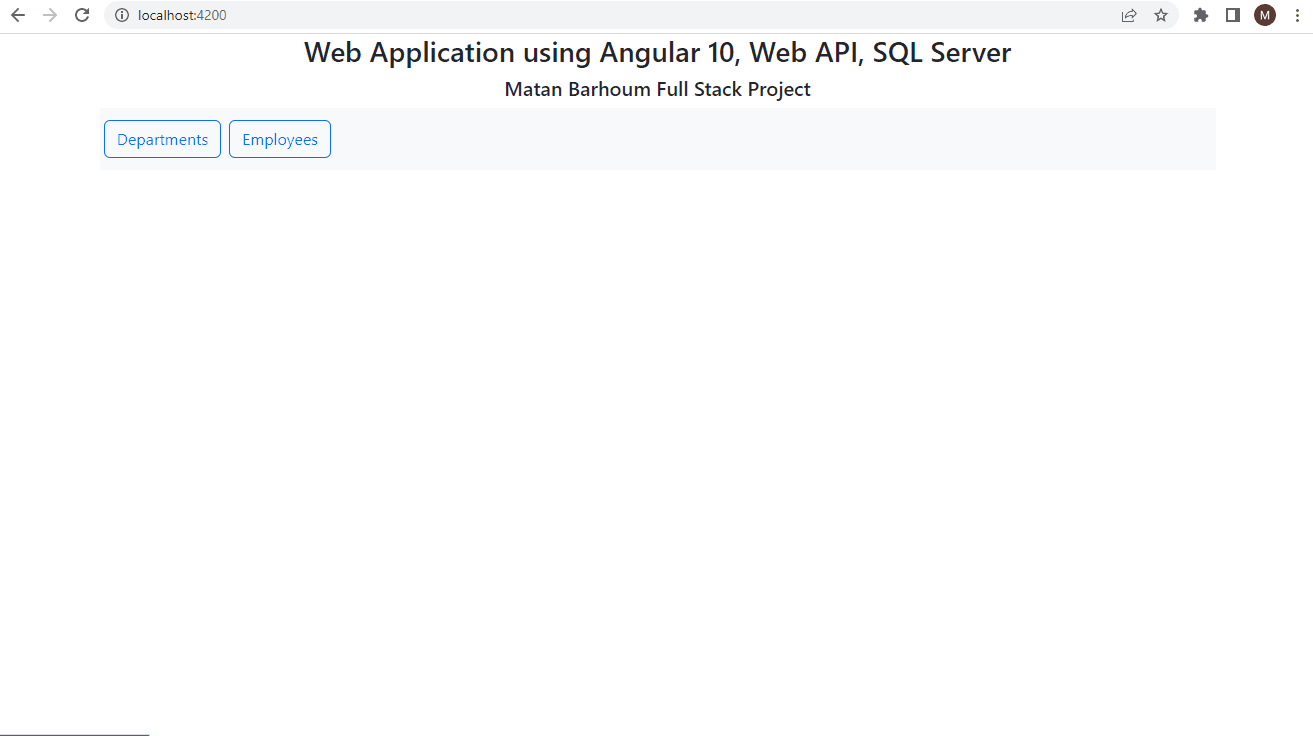 localhost:4200
M
Web Application using Angular 10, Web API, SQL Server
Matan Barhoum Full Stack Project
Departments Employees